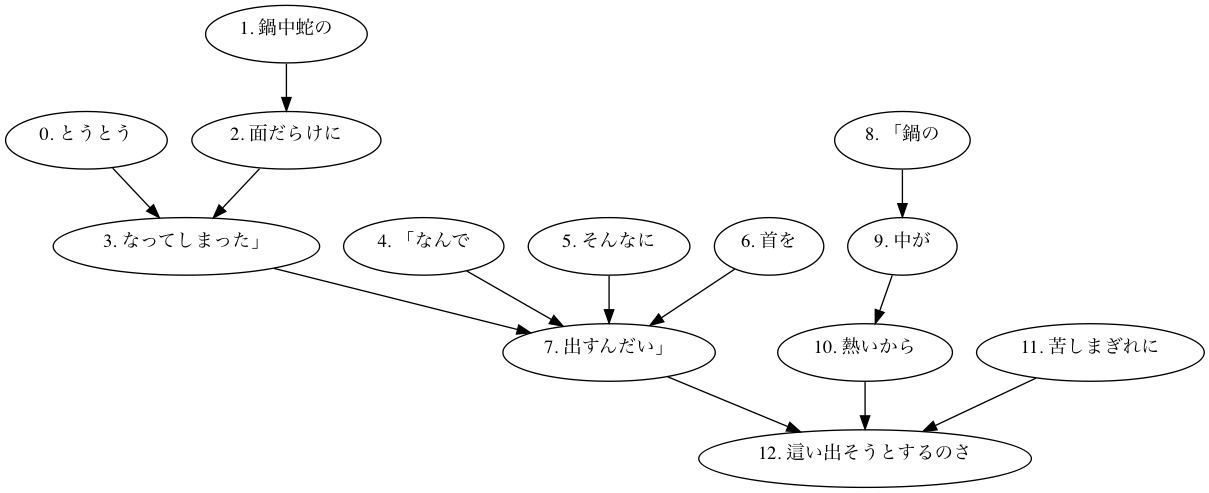 0. とうとう
1. 鍋中蛇の
2. 面だらけに
3. なってしまった」
4. 「なんで
5. そんなに
6. 首を
7. 出すんだい」
8. 「鍋の
9. 中が
10. 熱いから
11. 苦しまぎれに
12. 這い出そうとするのさ